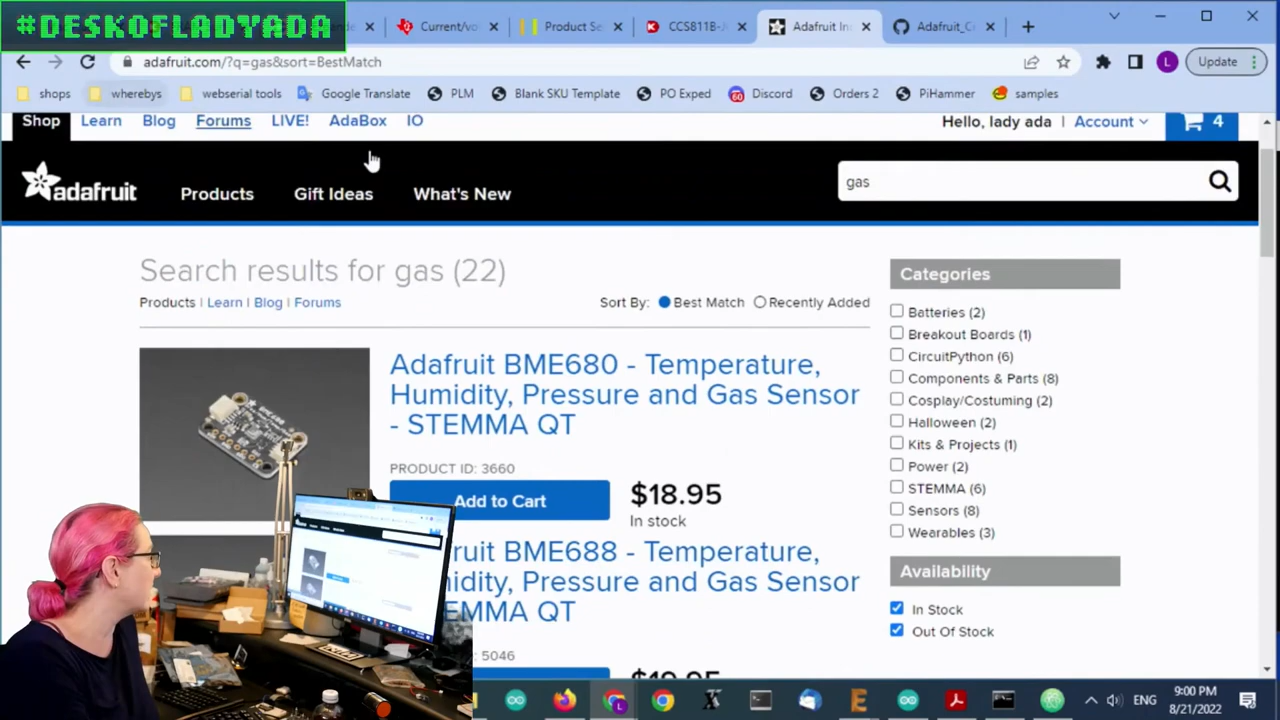 #DESKOFLADYADA
Current/vo
Product Se
CCS811B-J
Adafruit In
Adafruit_C
adafruit.com/?q=gas&sort=BestMatch
L
Update
shops
wherebys
webserial tools
Google Translate
PLM
Blank SKU Template
PO Exped
60
Discord
Orders 2
PiHammer
samples
Shop
Learn
Blog
Forums
LIVE!
AdaBox
IO
Hello, lady ada | Account
4
adafruit
Products
Gift Ideas
What's New
gas
Search results for gas (22)
Products | Learn | Blog | Forums
Sort By: Best Match Recently Added
Adafruit BME680 - Temperature,
Humidity, Pressure and Gas Sensor
- STEMMA QT
PRODUCT ID: 3660
Add to Cart
$18.95
In stock
ruit BME688 - Temperature,
idity, Pressure and Gas Sensor
EMMA QT
5046
Categories
Batteries (2)
Breakout Boards (1)
CircuitPython (6)
Components & Parts (8)
Cosplay/Costuming (2)
Halloween (2)
Kits & Projects (1)
Power (2)
STEMMA (6)
Sensors (8)
Wearables (3)
Availability
In Stock
Out Of Stock
ENG
9:00 PM
8/21/2022